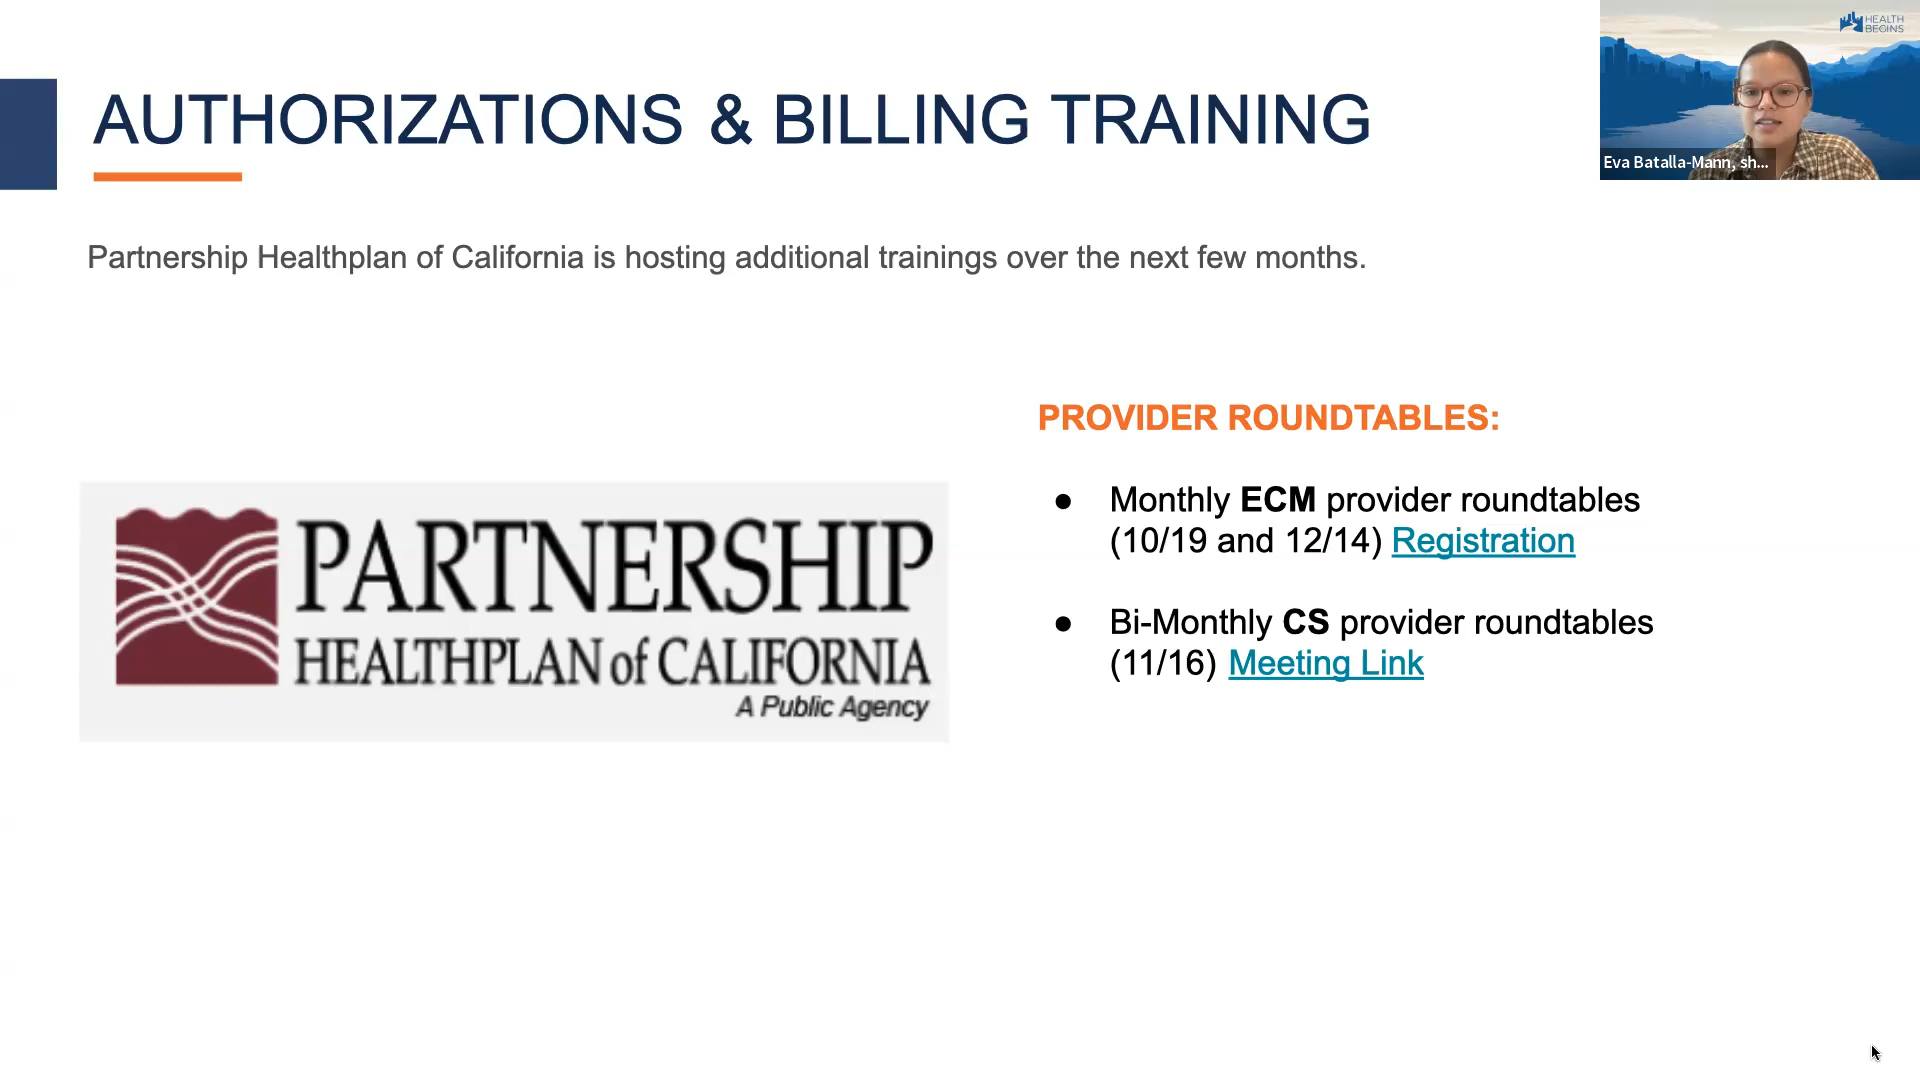 HEALTH
BEGINS
AUTHORIZATIONS & BILLING TRAINING
Eva Batalla-Mann, sh...
Partnership Healthplan of California is hosting additional trainings over the next few months.
PROVIDER ROUNDTABLES:
● Monthly ECM provider roundtables
(10/19 and 12/14) Registration
● Bi-Monthly CS provider roundtables
(11/16) Meeting Link
PARTNERSHIP
HEALTHPLAN of CALIFORNIA
A Public Agency